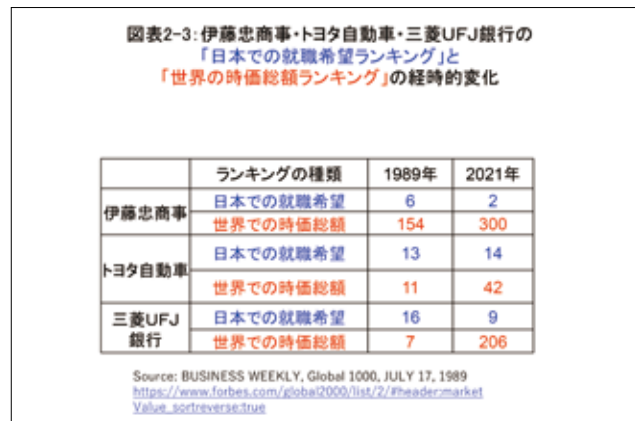 図表2-3:伊藤忠商事・トヨタ自動車・三菱UFJ銀行の
「日本での就職希望ランキング」と
「世界の時価総額ランキング」の経時的変化
ランキングの種類 1989年 2021年
伊藤忠商事 日本での就職希望 6 2
世界での時価総額 154 300
トヨタ自動車 日本での就職希望 13 14
世界での時価総額 11 42
三菱UFJ銀行 日本での就職希望 16 9
世界での時価総額 7 206
Source: BUSINESS WEEKLY, Global 1000, JULY 17, 1989
https://www.forbes.com/global2000/list/2/#header:market
Value_sortreverse:true